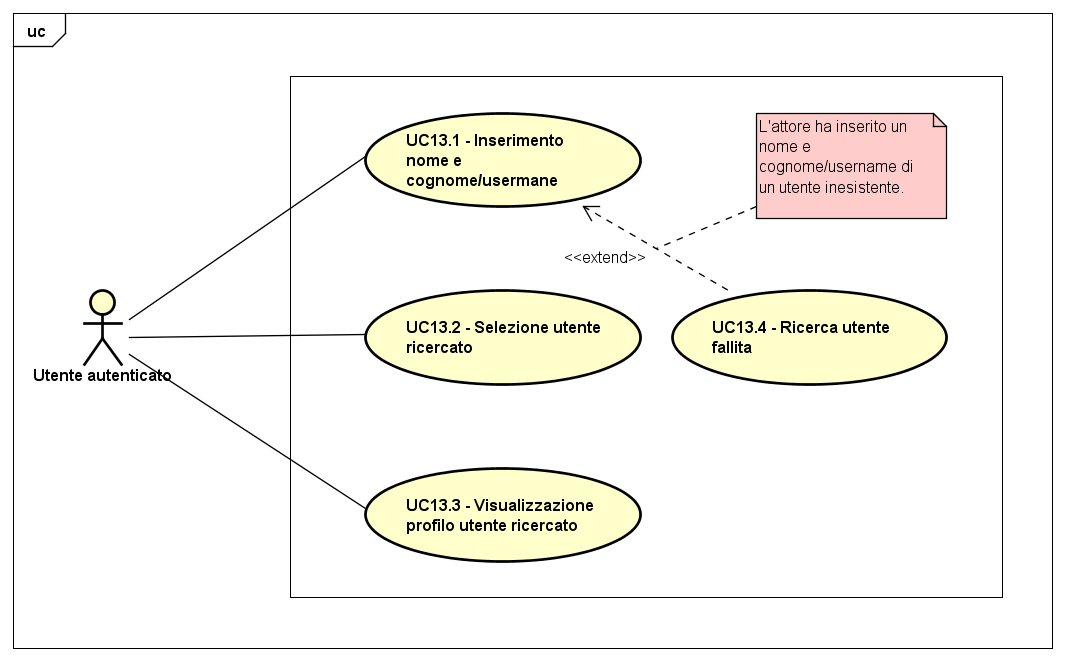 uc
UC13.1 - Inserimento
nome e
cognome/usermane
L'attore ha inserito un
nome e
cognome/username di
un utente inesistente.
<<extend>>
UC13.2 - Selezione utente
ricercato
UC13.4 - Ricerca utente
fallita
Utente autenticato
UC13.3 - Visualizzazione
profilo utente ricercato